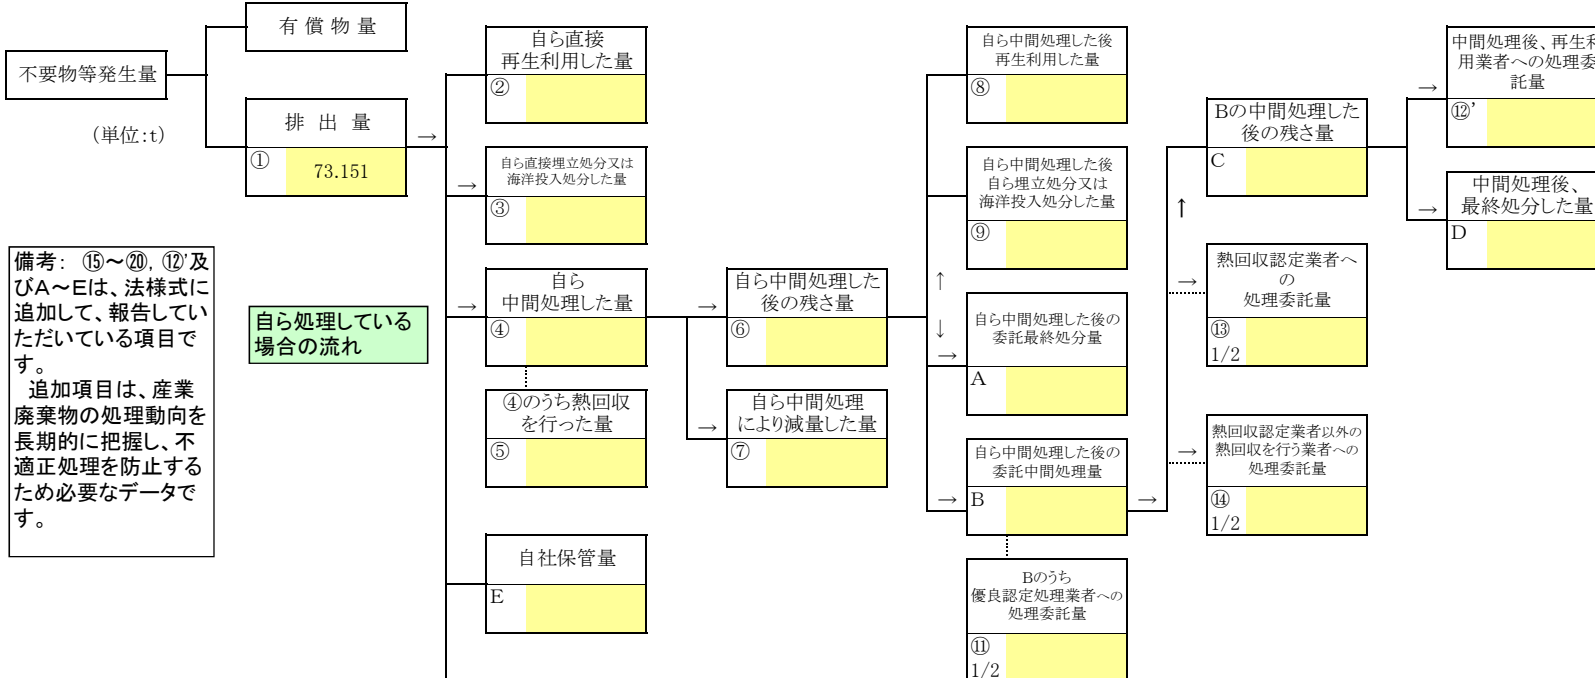 有 償 物 量
不要物等発生量
（単位:t）
排 出 量
①
73.151
→
備考： ⑮～⑳, ⑫'及
びA～Eは、法様式に
追加して、報告してい
ただいている項目で
す。
追加項目は、産業
廃棄物の処理動向を
長期的に把握し、不
適正処理を防止する
ため必要なデータで
す。
自ら処理している
場合の流れ
自ら直接
再生利用した量
②
→
自ら直接埋立処分又は
海洋投入処分した量
③
→
自ら
中間処理した量
④
④のうち熱回収
を行った量
⑤
自社保管量
E
→
自ら中間処理した
後の残さ量
⑥
→
自ら中間処理
により減量した量
⑦
自ら中間処理した後
再生利用した量
⑧
自ら中間処理した後
自ら埋立処分又は
海洋投入処分した量
⑨
↑
↓
→
自ら中間処理した後の
委託最終処分量
A
→
自ら中間処理した後の
委託中間処理量
B
→
Bのうち
優良認定処理業者への
処理委託量
⑪
1/2
↑
Bの中間処理した
後の残さ量
C
→
熱回収認定業者へ
の
処理委託量
⑬
1/2
→
熱回収認定業者以外の
熱回収を行う業者への
処理委託量
⑭
1/2
→
中間処理後、再生利
用業者への処理委
託量
⑫'
→
中間処理後、
最終処分した量
D